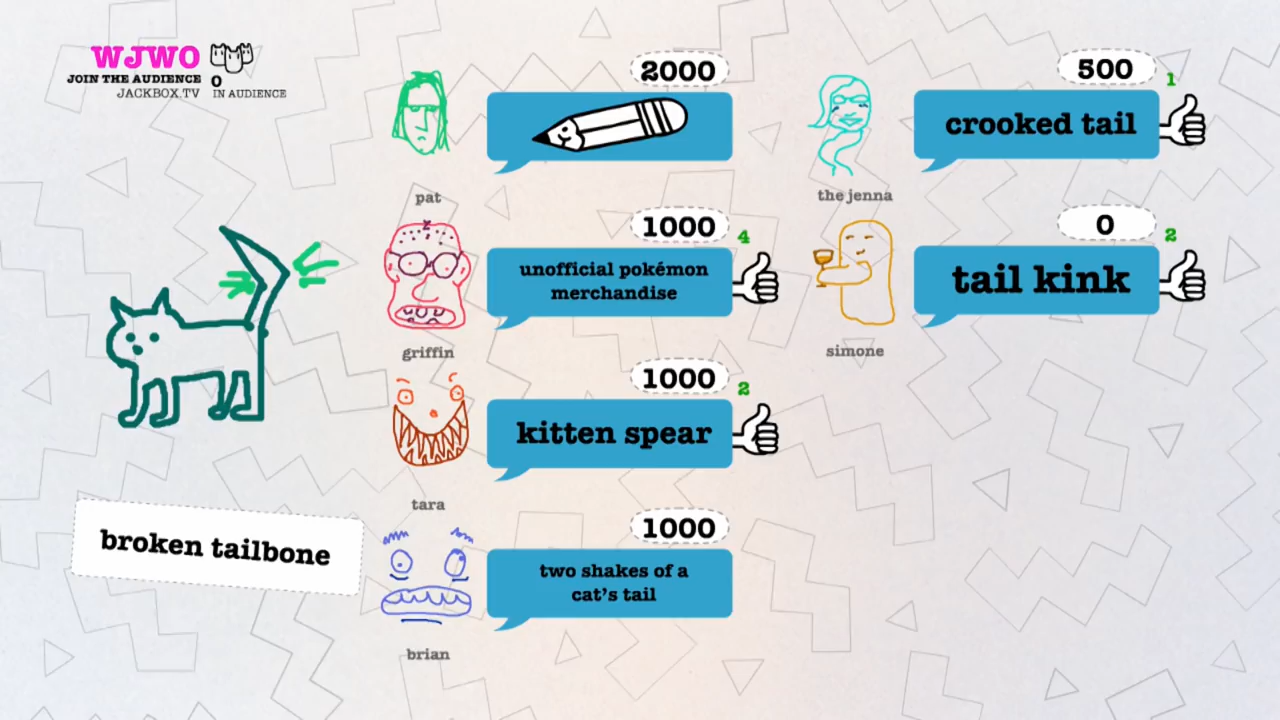 WJWO
JOIN THE AUDIENCE
JACKBOX.TV
0
IN AUDIENCE
2000
pat
1000
4
unofficial pokémon
merchandise
griffin
1000
2
kitten spear
tara
1000
two shakes of a
cat's tail
brian
500
1
crooked tail
the jenna
0
2
tail kink
simone
broken tailbone